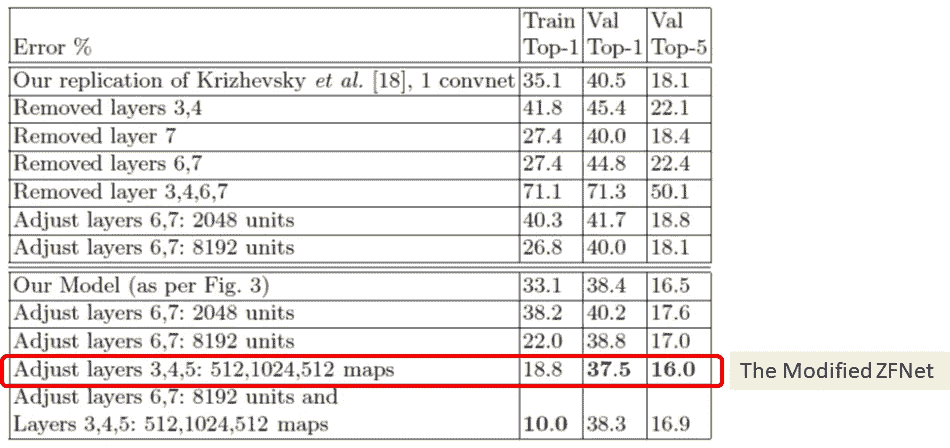 Train Val Val
Error % Top-1 Top-1 Top-5
Our replication of Krizhevsky et al. [18], 1 convnet 35.1 40.5 18.1
Removed layers 3,4 41.8 45.4 22.1
Removed layer 7 27.4 40.0 18.4
Removed layers 6,7 27.4 44.8 22.4
Removed layer 3,4,6,7 71.1 71.3 50.1
Adjust layers 6,7: 2048 units 40.3 41.7 18.8
Adjust layers 6,7: 8192 units 26.8 40.0 18.1
Our Model (as per Fig. 3) 33.1 38.4 16.5
Adjust layers 6,7: 2048 units 38.2 40.2 17.6
Adjust layers 6,7: 8192 units 22.0 38.8 17.0
Adjust layers 3,4,5: 512,1024,512 maps 18.8 37.5 16.0 The Modified ZFNet
Adjust layers 6,7: 8192 units and
Layers 3,4,5: 512,1024,512 maps 10.0 38.3 16.9